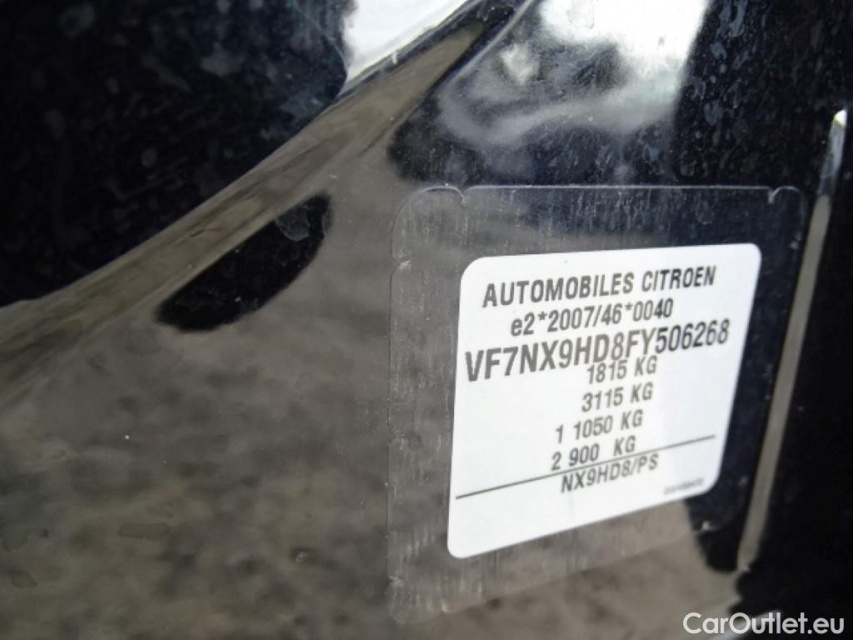 AUTOMOBILES CITROEN
e2*2007/46*0040
VF7NX9HD8FY506268
1815 KG
3115 KG
1 1050 KG
2 900 KG
NX9HD8/PS
CarOutlet.eu